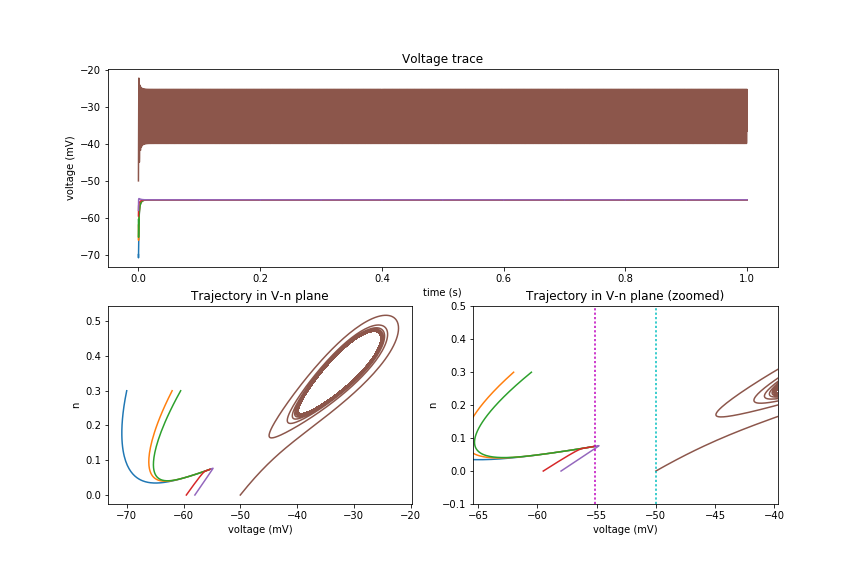 Voltage trace
−20
−30
−40
−50
−60
−70
voltage (mV)
0.0 0.2 0.4 0.6 0.8 1.0
time (s)
Trajectory in V-n plane
0.5
0.4
0.3
0.2
0.1
0.0
n
−70 −60 −50 −40 −30 −20
voltage (mV)
Trajectory in V-n plane (zoomed)
0.5
0.4
0.3
0.2
0.1
0.0
−0.1
n
−65 −60 −55 −50 −45 −40
voltage (mV)